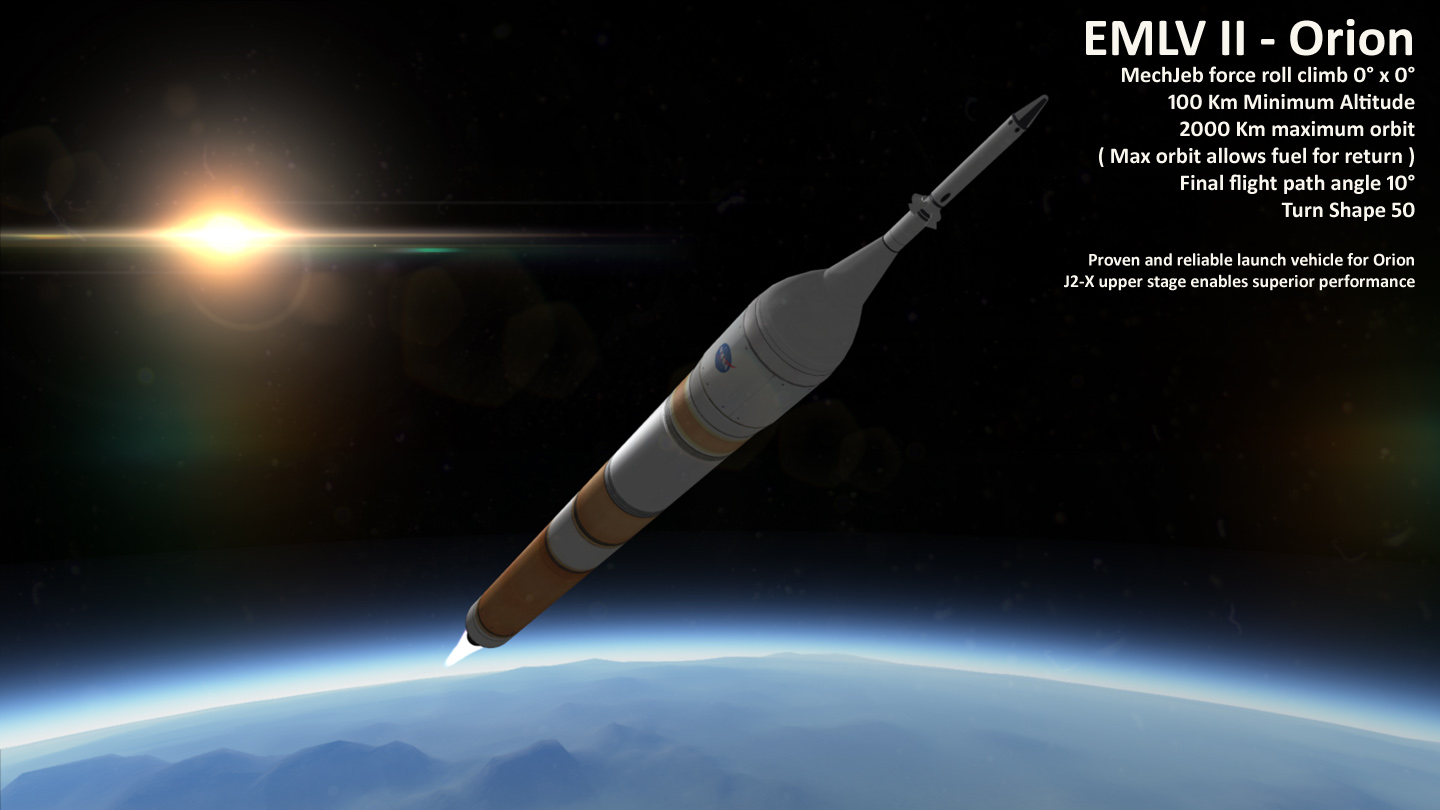 EMLV II - Orion
MechJeb force roll climb 0° x 0°
100 Km Minimum Altitude
2000 Km maximum orbit
( Max orbit allows fuel for return )
Final flight path angle 10°
Turn Shape 50
Proven and reliable launch vehicle for Orion
J2-X upper stage enables superior performance
NASA